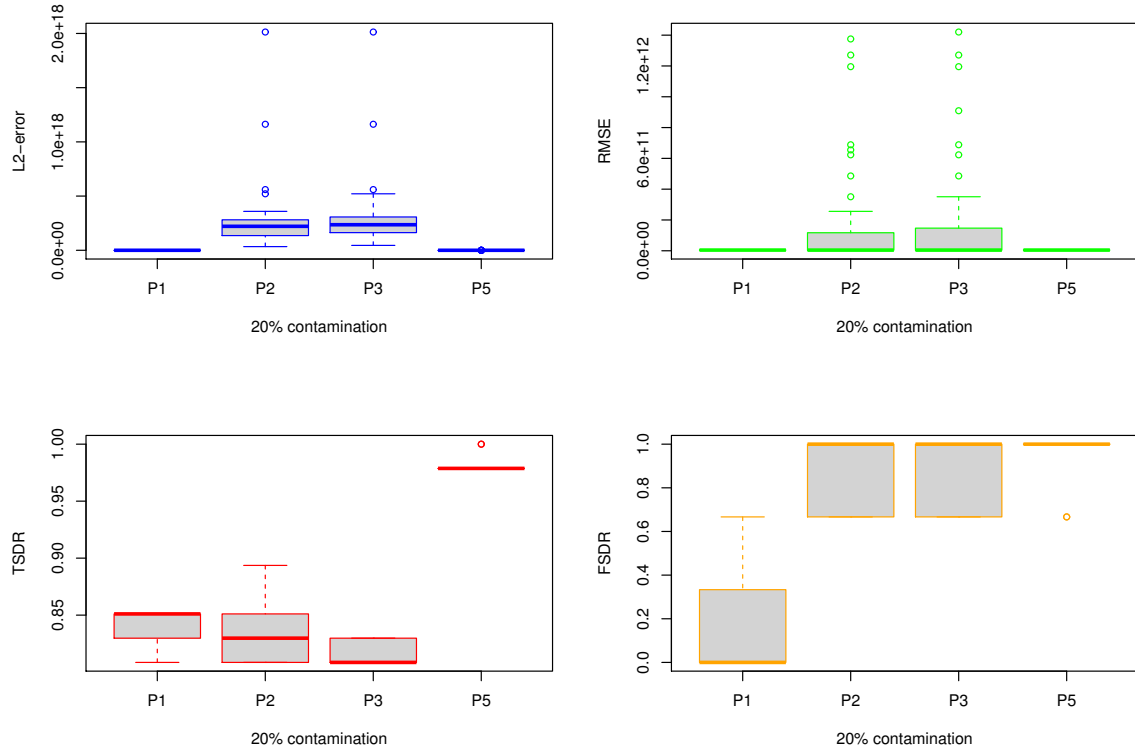 L2-error
2.0e+18
1.0e+18
0.0e+00
P1 P2 P3 P5
20% contamination
RMSE
1.2e+12
6.0e+11
0.0e+00
P1 P2 P3 P5
20% contamination
TSDR
1.00
0.95
0.90
0.85
P1 P2 P3 P5
20% contamination
FSDR
1.0
0.8
0.6
0.4
0.2
0.0
P1 P2 P3 P5
20% contamination